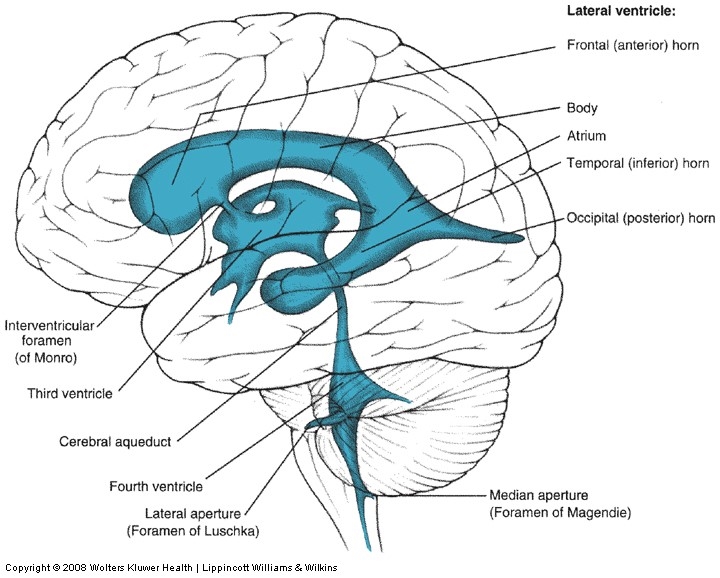 Lateral ventricle:
Frontal (anterior) horn
Body
Atrium
Temporal (inferior) horn
Occipital (posterior) horn
Interventricular
foramen
(of Monro)
Third ventricle
Cerebral aqueduct
Fourth ventricle
Lateral aperture
(Foramen of Luschka)
Median aperture
(Foramen of Magendie)
Copyright © 2008 Wolters Kluwer Health | Lippincott Williams & Wilkins